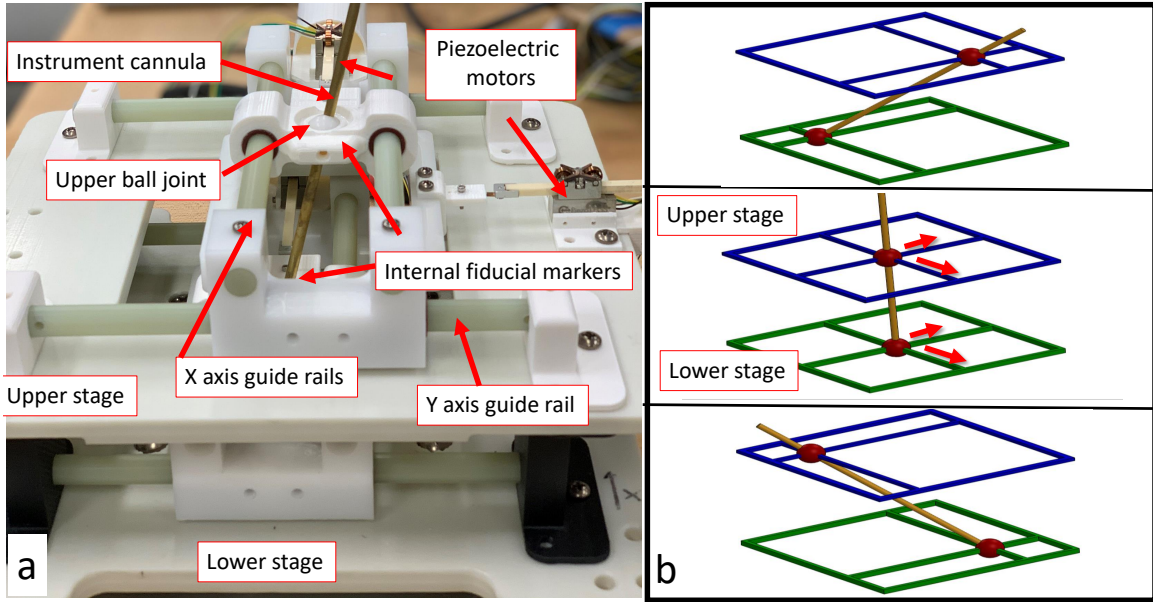 Instrument cannula
Piezoelectric
motors
Upper ball joint
Internal fiducial markers
X axis guide rails
Y axis guide rail
Upper stage
Lower stage
a
X
Upper stage
Lower stage
b